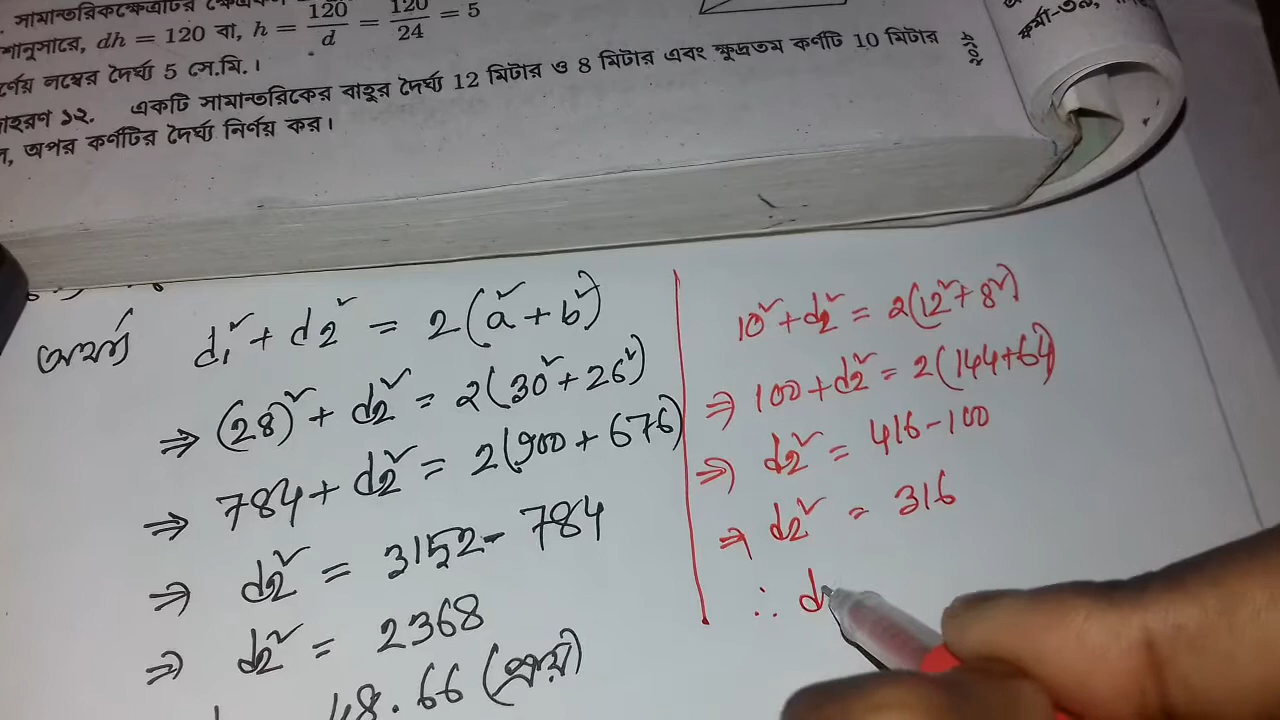 সামান্তরিকক্ষেত্রটির
dh = 120 বা, h = 120/d = 120/24 = 5
লম্বের দৈর্ঘ্য 5 সে.মি.।
১২. একটি সামান্তরিকের বাহুর দৈর্ঘ্য 12 মিটার ও 8 মিটার এবং ক্ষুদ্রতম কর্ণটি 10 মিটার
অপর কর্ণটির দৈর্ঘ্য নির্ণয় কর।
d₁² + d2² = 2(a² + b²)
⇒ (28)² + d2² = 2(30² + 26²)
⇒ 784 + d2² = 2(900 + 676)
⇒ d2² = 3152 - 784
⇒ d2² = 2368
48.66 (প্রায়)
10² + d2² = 2(12² + 8²)
⇒ 100 + d2² = 2(144+64)
⇒ d2² = 416 - 100
⇒ d2² = 316
∴ d